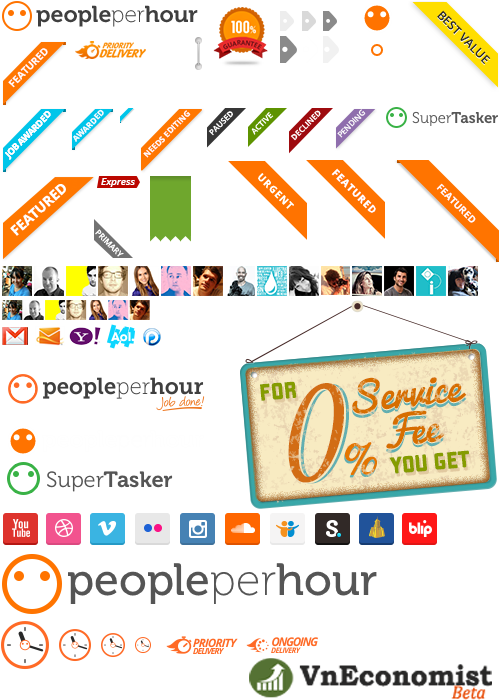 peopleperhour
100%
GUARANTEE
BEST VALUE
FEATURED
PRIORITY
DELIVERY
JOB AWARDED
AWARDED
NEEDS EDITING
PAUSED
ACTIVE
DECLINED
PENDING
SuperTasker
FEATURED
Express
PRIMARY
URGENT
FEATURED
FEATURED
Y!
Aol.
FOR
0%
Service
Fee
YOU GET
peopleperhour
job done!
SuperTasker
You
Tube
S.
blip
peopleperhour
PRIORITY
DELIVERY
ONGOING
DELIVERY
VnEconomist
Beta